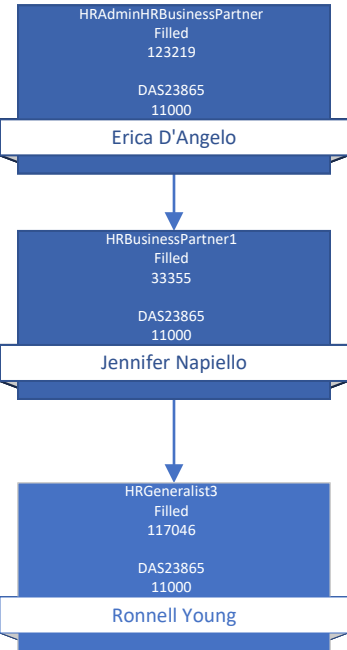 HRAdminHRBusinessPartner
Filled
123219
DAS23865
11000
Erica D'Angelo
HRBusinessPartner1
Filled
33355
DAS23865
11000
Jennifer Napiello
HRGeneralist3
Filled
117046
DAS23865
11000
Ronnell Young